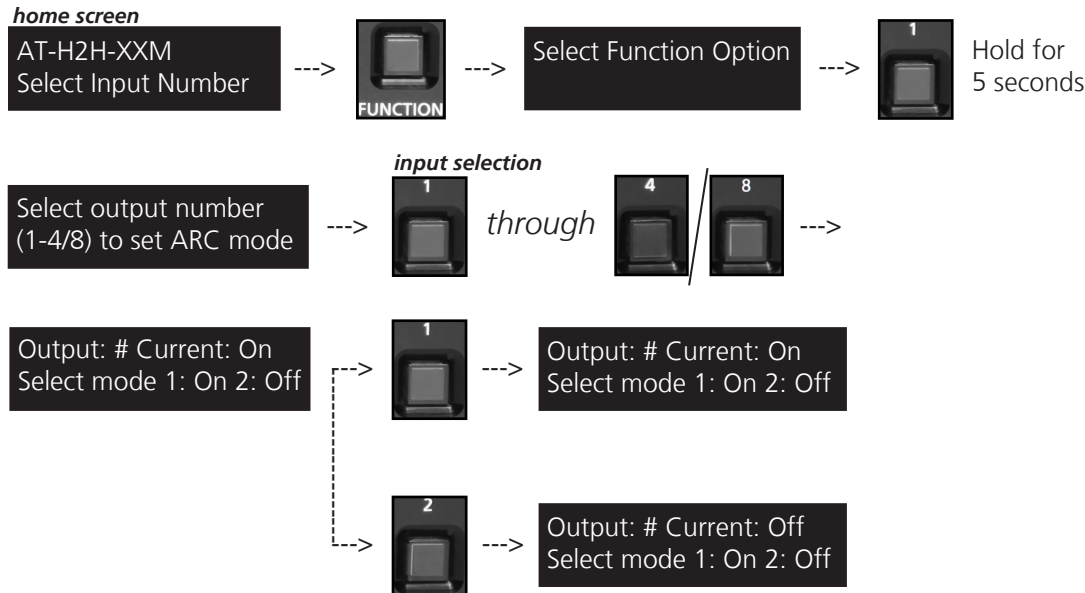 home screen
AT-H2H-XXM
Select Input Number
--->
FUNCTION
--->
Select Function Option
--->
1
Hold for
5 seconds
Select output number
(1-4/8) to set ARC mode
--->
input selection
1
through
4
/
8
--->
Output: # Current: On
Select mode 1: On 2: Off
--->
1
--->
Output: # Current: On
Select mode 1: On 2: Off
--->
2
--->
Output: # Current: Off
Select mode 1: On 2: Off